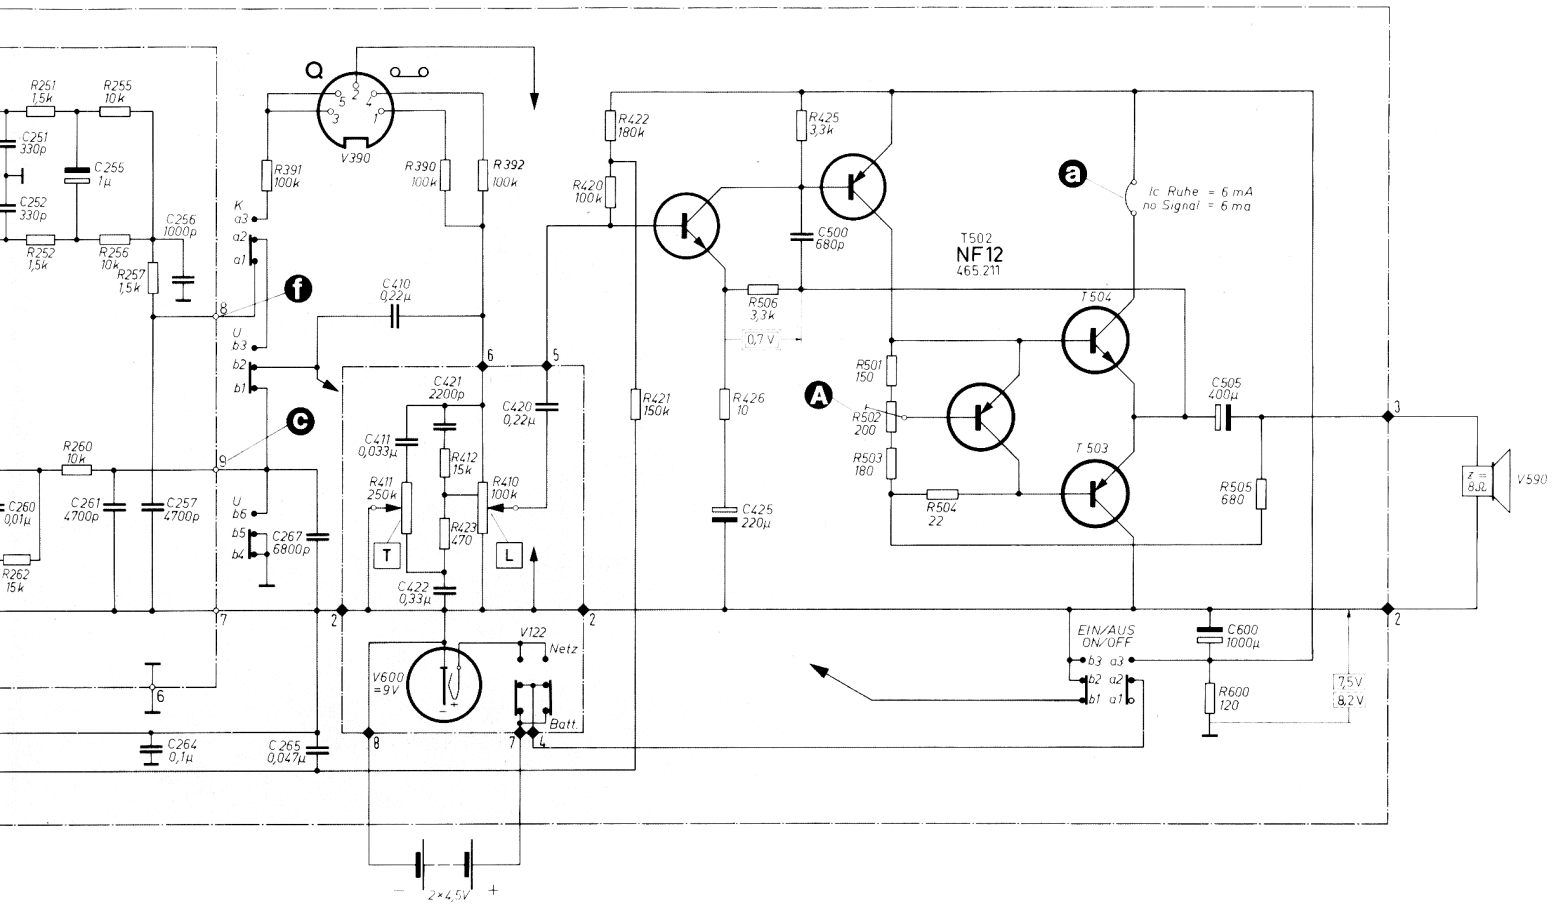 R251
1,5k
R255
10k
C251
330p
C255
1µ
C252
330p
R252
1,5k
R256
10k
C256
1000p
R257
1,5k
Q
5
2
4
3
1
V390
R391
100k
R390
100k
R392
100k
K
a3
a2
a1
f
8
U
b3
b2
b1
C410
0,22µ
c
9
R260
10k
C260
0,01µ
C261
4700p
C257
4700p
R262
15k
U
b6
b5
b4
C267
6800p
7
6
C264
0,1µ
C265
0,047µ
6
5
C421
2200p
C420
0,22µ
C411
0,033µ
R412
15k
R411
250k
R410
100k
R423
470
T
L
C422
0,33µ
2
2
V122
Netz
V600
=9V
- +
Batt.
8
7
4
- 2×4,5V +
R422
180k
R420
100k
R421
150k
R425
3,3k
C500
680p
R506
3,3k
0,7 V
R426
10
C425
220µ
T502
NF12
465.211
a
Ic Ruhe = 6 mA
no Signal = 6 ma
T504
R501
150
A
R502
200
R503
180
R504
22
T503
C505
400µ
R505
680
3
Z =
8Ω
V590
2
EIN/AUS
ON/OFF
b3 a3
b2 a2
b1 a1
C600
1000µ
R600
120
7,5V
8,2V